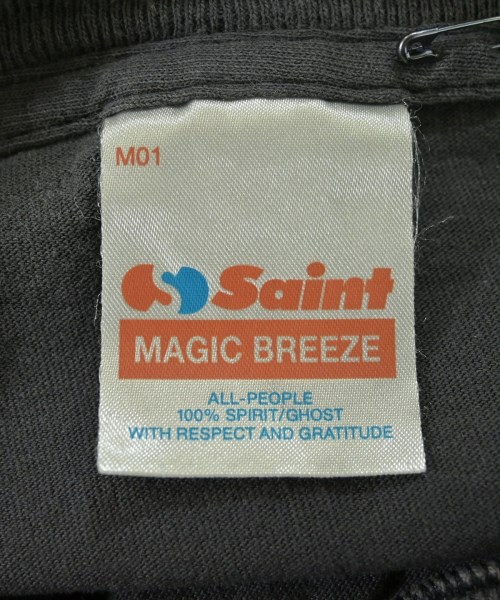 M01
Saint
MAGIC BREEZE
ALL-PEOPLE
100% SPIRIT/GHOST
WITH RESPECT AND GRATITUDE